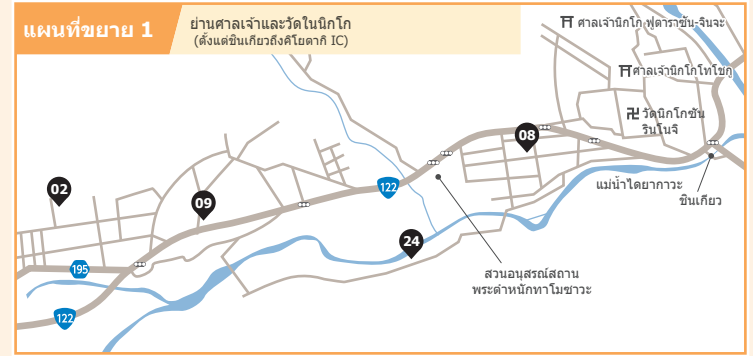 แผนที่ขยาย 1
ย่านศาลเจ้าและวัดในนิกโก
(ตั้งแต่ชินเกียวถึงคิโยตากิ IC)
ศาลเจ้านิกโก ฟูตาราซัน-จินจะ
ศาลเจ้านิกโกโทโชกู
วัดนิกโกซัน
รินโนจิ
08
02
122
09
แม่น้ำไดยากาวะ
ชินเกียว
24
195
สวนอนุสรณ์สถาน
พระตำหนักทาโมซาวะ
122